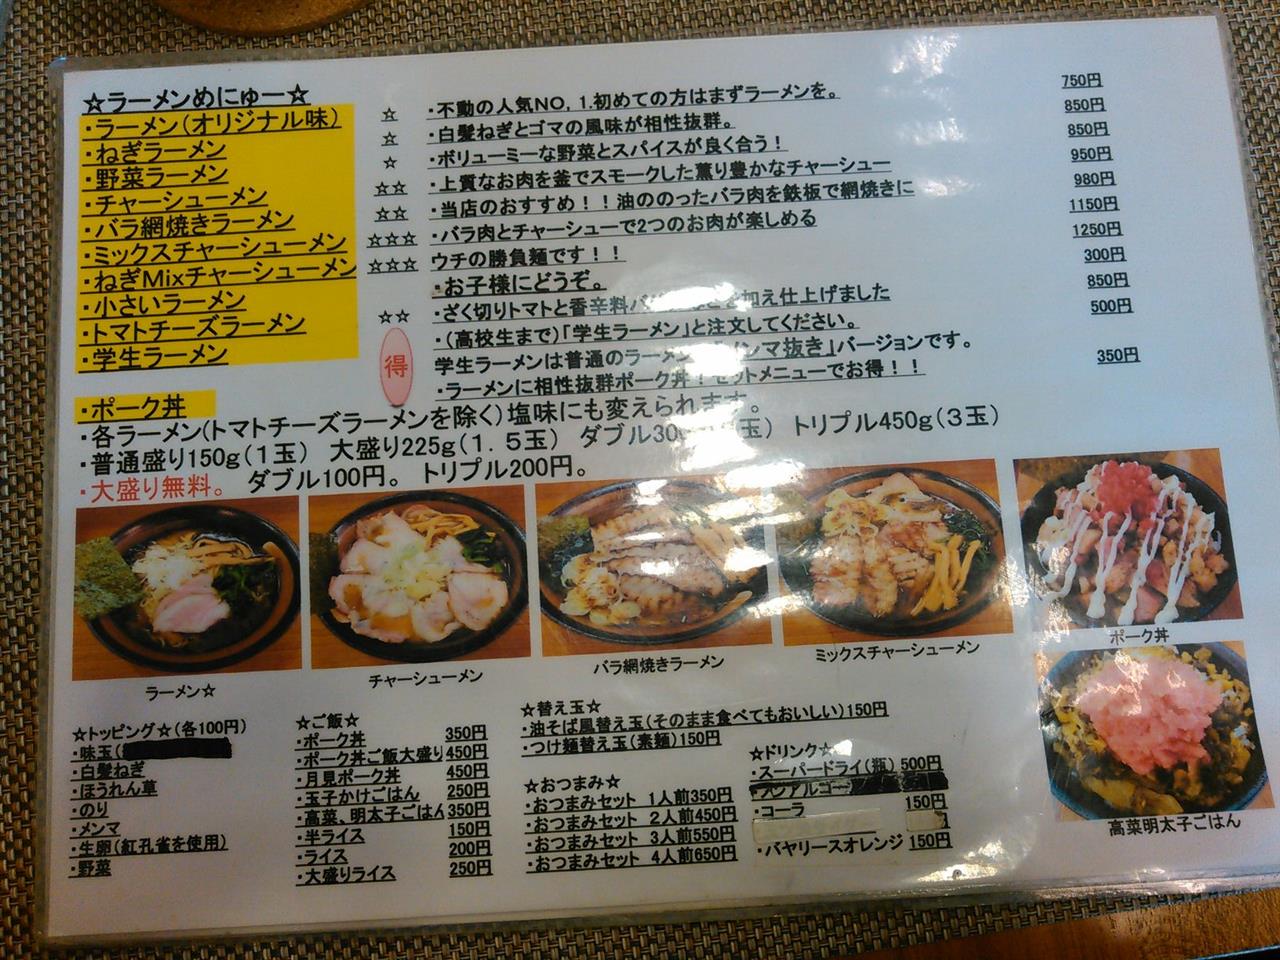 ☆ラーメンめにゅー☆
・ラーメン(オリジナル味) ☆ ・不動の人気NO,1.初めての方はまずラーメンを。 750円
・ねぎラーメン ☆ ・白髪ねぎとゴマの風味が相性抜群。 850円
・野菜ラーメン ☆ ・ボリューミーな野菜とスパイスが良く合う! 850円
・チャーシューメン ☆☆ ・上質なお肉を釜でスモークした薫り豊かなチャーシュー 950円
・バラ網焼きラーメン ☆☆ ・当店のおすすめ!!油ののったバラ肉を鉄板で網焼きに 980円
・ミックスチャーシューメン ☆☆☆ ・バラ肉とチャーシューで2つのお肉が楽しめる 1150円
・ねぎMixチャーシューメン ☆☆☆ ウチの勝負麺です!! 1250円
・小さいラーメン ・お子様にどうぞ。 300円
・トマトチーズラーメン ☆☆ ・ざく切りトマトと香辛料 加え仕上げました 850円
・学生ラーメン 得 ・(高校生まで)「学生ラーメン」と注文してください。 500円
学生ラーメンは普通のラーメン メンマ抜き」バージョンです。
・ポーク丼 ・ラーメンに相性抜群ポーク丼!セットメニューでお得!! 350円
・各ラーメン(トマトチーズラーメンを除く)塩味にも変えられます。
・普通盛り150g(1玉) 大盛り225g(1.5玉) ダブル 玉) トリプル450g(3玉)
・大盛り無料。 ダブル100円。 トリプル200円。
ラーメン☆
チャーシューメン
バラ網焼きラーメン
ミックスチャーシューメン
ポーク丼
高菜明太子ごはん
☆トッピング☆(各100円)
・味玉(
・白髪ねぎ
・ほうれん草
・のり
・メンマ
・生卵(紅孔雀を使用)
・野菜
☆ご飯☆
・ポーク丼 350円
・ポーク丼ご飯大盛り450円
・月見ポーク丼 450円
・玉子かけごはん 250円
・高菜、明太子ごはん350円
・半ライス 150円
・ライス 200円
・大盛りライス 250円
☆替え玉☆
・油そば風替え玉(そのまま食べてもおいしい)150円
・つけ麺替え玉(素麺)150円
☆おつまみ☆
・おつまみセット 1人前350円
・おつまみセット 2人前450円
・おつまみセット 3人前550円
・おつまみセット 4人前650円
☆ドリンク☆
・スーパードライ(瓶) 500円
・コーラ 150円
・バヤリースオレンジ 150円